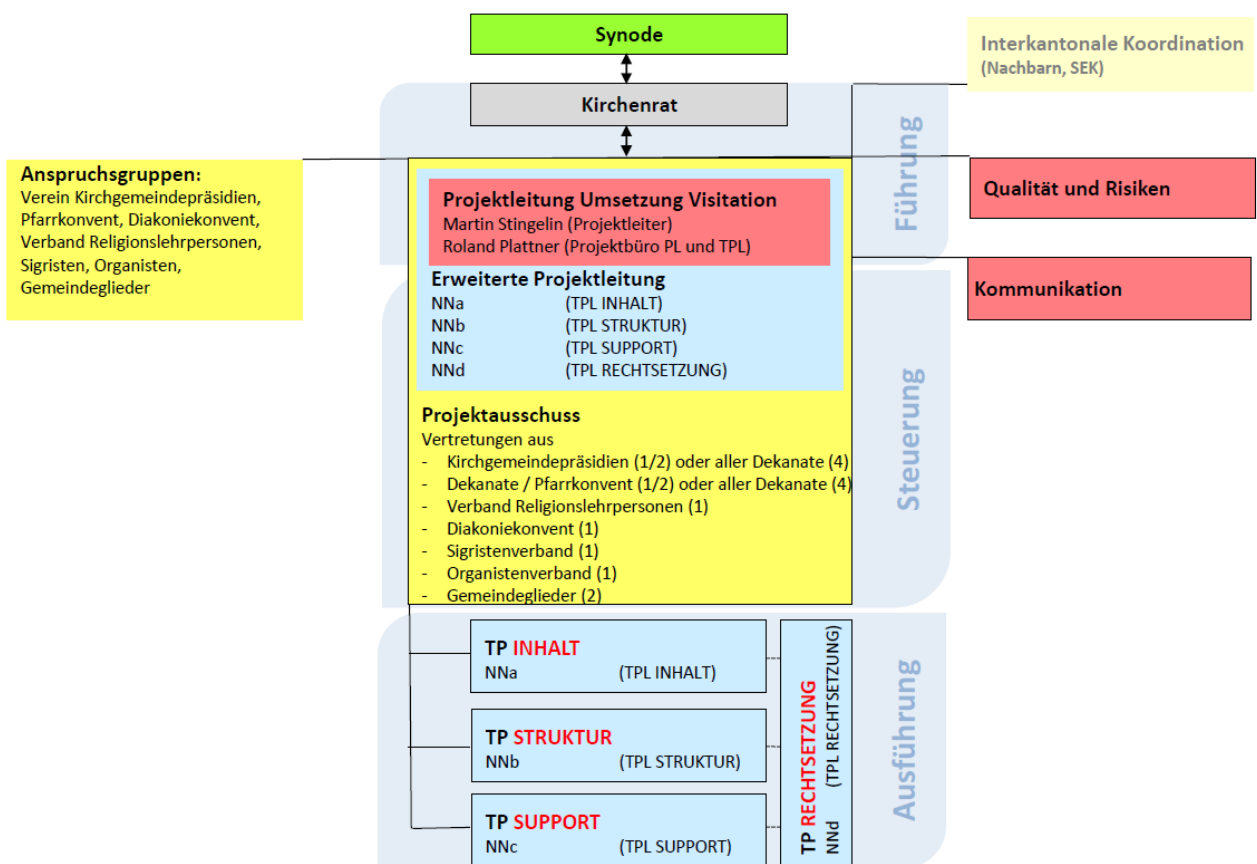 Synode
Interkantonale Koordination
(Nachbarn, SEK)
Kirchenrat
Führung
Anspruchsgruppen:
Verein Kirchgemeindepräsidien,
Pfarrkonvent, Diakoniekonvent,
Verband Religionslehrpersonen,
Sigristen, Organisten,
Gemeindeglieder
Projektleitung Umsetzung Visitation
Martin Stingelin (Projektleiter)
Roland Plattner (Projektbüro PL und TPL)
Qualität und Risiken
Erweiterte Projektleitung
NNa (TPL INHALT)
NNb (TPL STRUKTUR)
NNc (TPL SUPPORT)
NNd (TPL RECHTSETZUNG)
Kommunikation
Steuerung
Projektausschuss
Vertretungen aus
- Kirchgemeindepräsidien (1/2) oder aller Dekanate (4)
- Dekanate / Pfarrkonvent (1/2) oder aller Dekanate (4)
- Verband Religionslehrpersonen (1)
- Diakoniekonvent (1)
- Sigristenverband (1)
- Organistenverband (1)
- Gemeindeglieder (2)
TP INHALT
NNa (TPL INHALT)
TP STRUKTUR
NNb (TPL STRUKTUR)
TP SUPPORT
NNc (TPL SUPPORT)
TP RECHTSETZUNG
NNd (TPL RECHTSETZUNG)
Ausführung